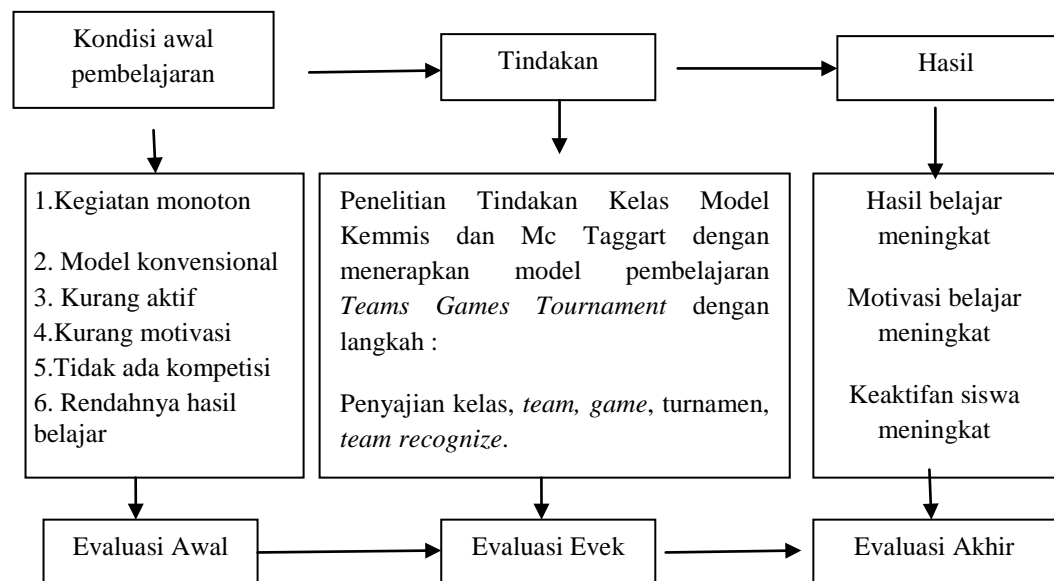 Kondisi awal
pembelajaran
Tindakan
Hasil
1.Kegiatan monoton
2. Model konvensional
3. Kurang aktif
4.Kurang motivasi
5.Tidak ada kompetisi
6. Rendahnya hasil
belajar
Penelitian Tindakan Kelas Model
Kemmis dan Mc Taggart dengan
menerapkan model pembelajaran
Teams Games Tournament dengan
langkah :
Penyajian kelas, team, game, turnamen,
team recognize.
Hasil belajar
meningkat
Motivasi belajar
meningkat
Keaktifan siswa
meningkat
Evaluasi Awal
Evaluasi Evek
Evaluasi Akhir